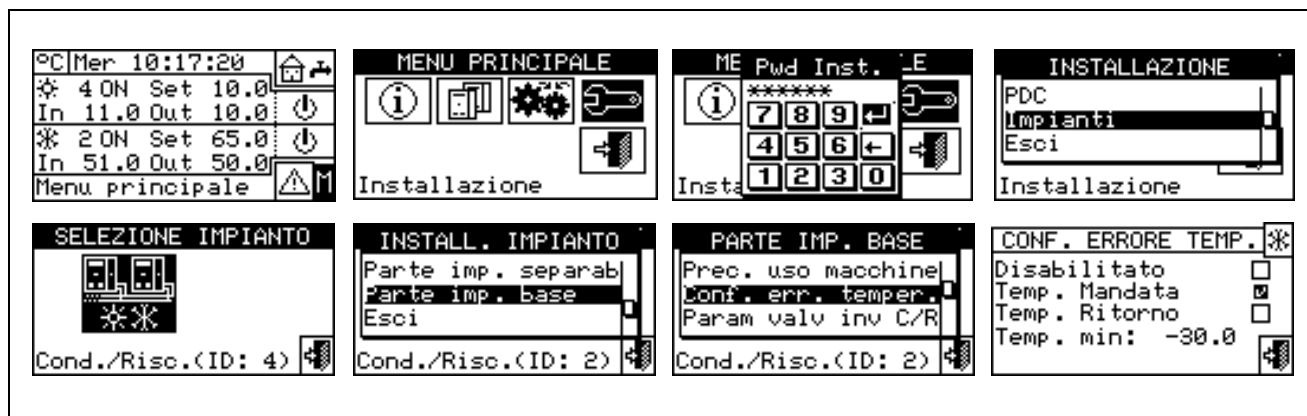 °C Mer 10:17:20
4 ON Set 10.0
In 11.0 Out 10.0
2 ON Set 65.0
In 51.0 Out 50.0
Menu principale M
MENU PRINCIPALE
i
Installazione
ME Pwd Inst. LE
i ******
7 8 9
4 5 6 ←
1 2 3 0
Insta
INSTALLAZIONE
PDC
Impianti
Esci
Installazione
SELEZIONE IMPIANTO
Cond./Risc.(ID: 4)
INSTALL. IMPIANTO
Parte imp. separab
Parte imp. base
Esci
Cond./Risc.(ID: 2)
PARTE IMP. BASE
Prec. uso macchine
Conf. err. temper.
Param valv inv C/R
Cond./Risc.(ID: 2)
CONF. ERRORE TEMP.
Disabilitato
Temp. Mandata
Temp. Ritorno
Temp. min: -30.0